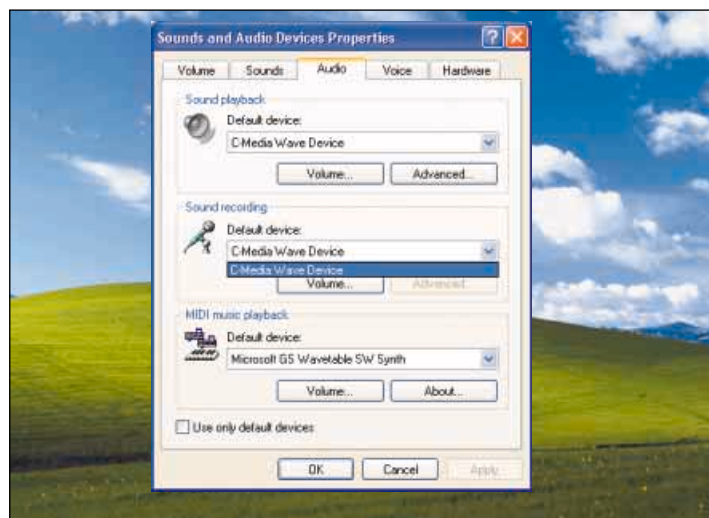 Sounds and Audio Devices Properties
Volume Sounds Audio Voice Hardware
Sound playback
Default device:
C-Media Wave Device
Volume... Advanced...
Sound recording
Default device:
C-Media Wave Device
C-Media Wave Device
Volume... Advanced...
MIDI music playback
Default device:
Microsoft GS Wavetable SW Synth
Volume... About...
Use only default devices
OK Cancel Apply